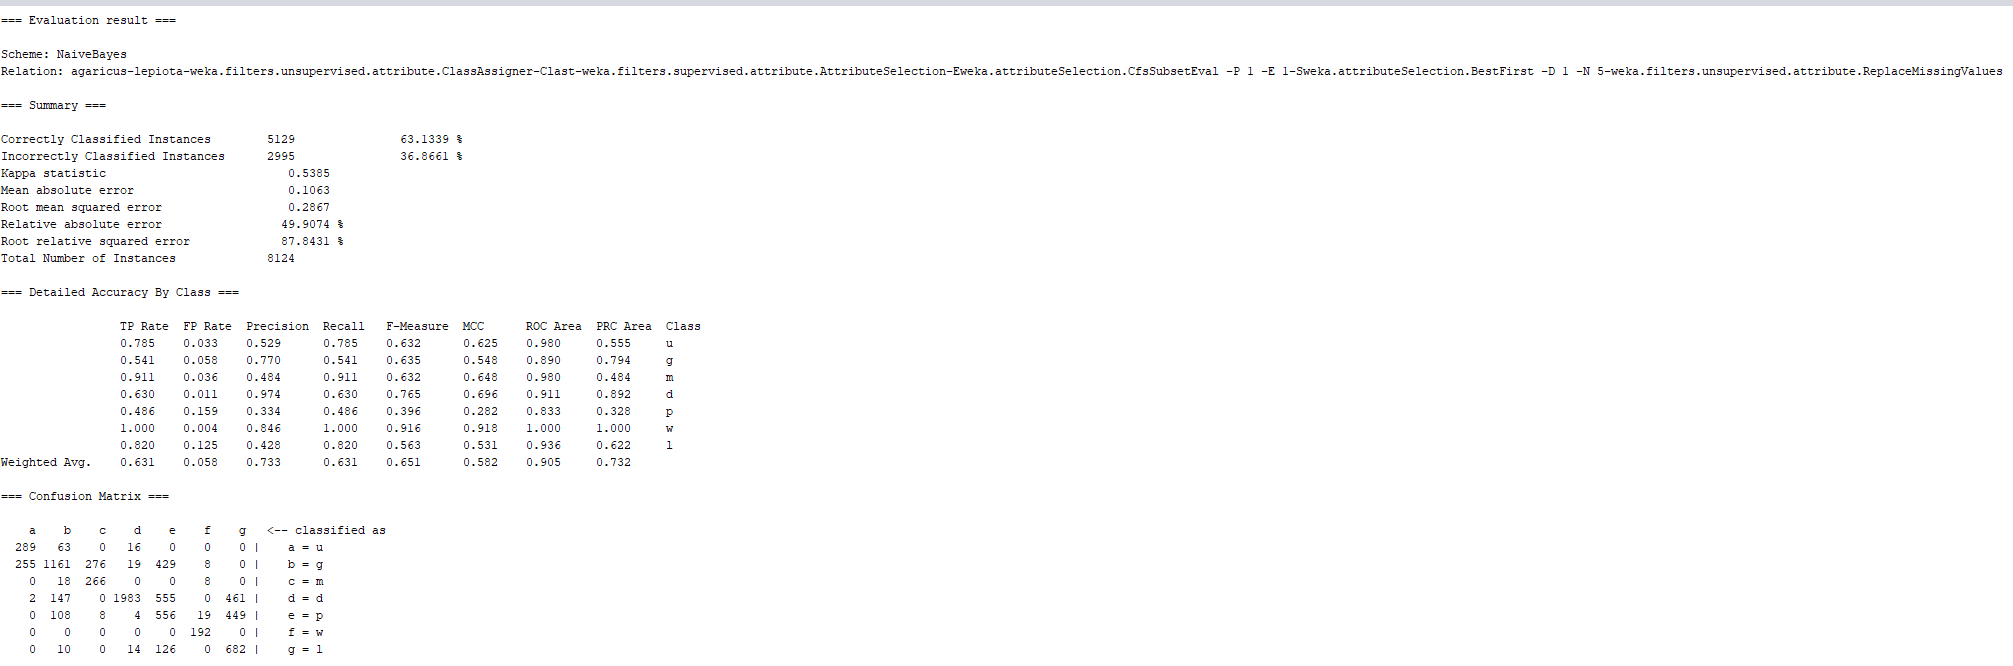 === Evaluation result ===
Scheme: NaiveBayes
Relation: agaricus-lepiota-weka.filters.unsupervised.attribute.ClassAssigner-Clast-weka.filters.supervised.attribute.AttributeSelection-Eweka.attributeSelection.CfsSubsetEval -P 1 -E 1-Sweka.attributeSelection.BestFirst -D 1 -N 5-weka.filters.unsupervised.attribute.ReplaceMissingValues
=== Summary ===
Correctly Classified Instances 5129 63.1339 %
Incorrectly Classified Instances 2995 36.8661 %
Kappa statistic 0.5385
Mean absolute error 0.1063
Root mean squared error 0.2867
Relative absolute error 49.9074 %
Root relative squared error 87.8431 %
Total Number of Instances 8124
=== Detailed Accuracy By Class ===
TP Rate FP Rate Precision Recall F-Measure MCC ROC Area PRC Area Class
0.785 0.033 0.529 0.785 0.632 0.625 0.980 0.555 u
0.541 0.058 0.770 0.541 0.635 0.548 0.890 0.794 g
0.911 0.036 0.484 0.911 0.632 0.648 0.980 0.484 m
0.630 0.011 0.974 0.630 0.765 0.696 0.911 0.892 d
0.486 0.159 0.334 0.486 0.396 0.282 0.833 0.328 p
1.000 0.004 0.846 1.000 0.916 0.918 1.000 1.000 w
0.820 0.125 0.428 0.820 0.563 0.531 0.936 0.622 l
Weighted Avg. 0.631 0.058 0.733 0.631 0.651 0.582 0.905 0.732
=== Confusion Matrix ===
a b c d e f g <-- classified as
289 63 0 16 0 0 0 | a = u
255 1161 276 19 429 8 0 | b = g
0 18 266 0 0 8 0 | c = m
2 147 0 1983 555 0 461 | d = d
0 108 8 4 556 19 449 | e = p
0 0 0 0 0 192 0 | f = w
0 10 0 14 126 0 682 | g = l